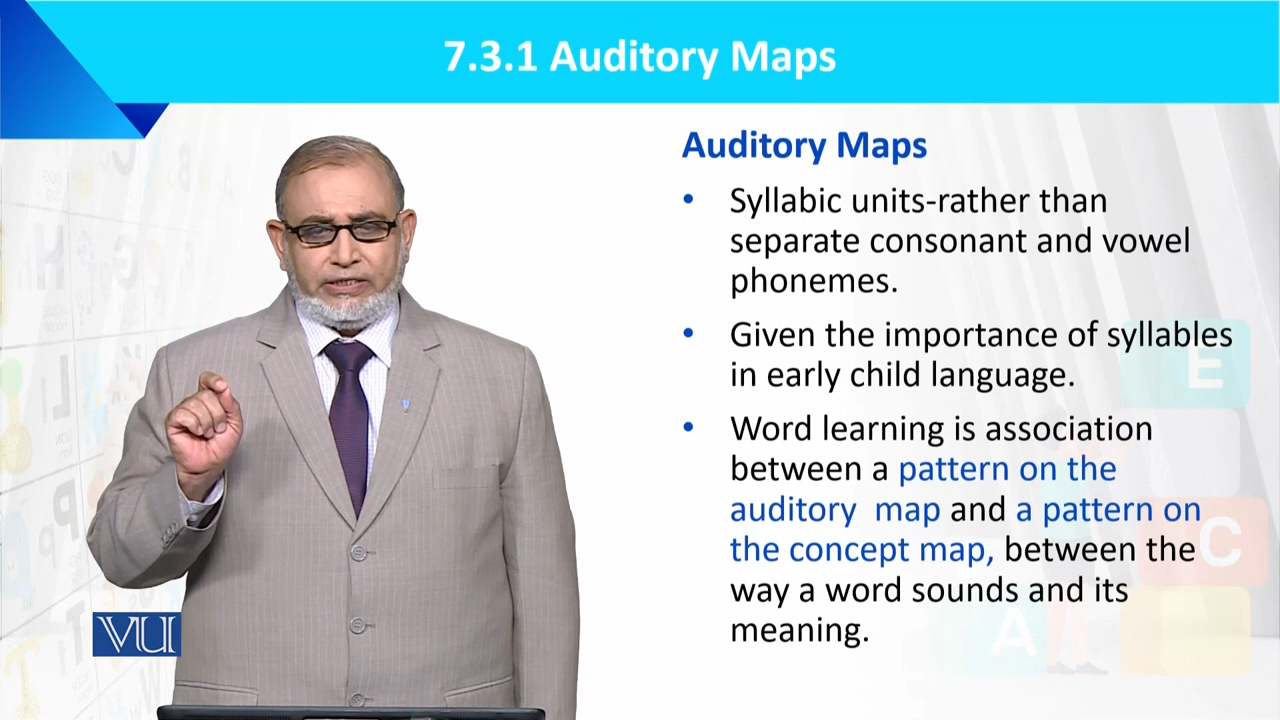 7.3.1 Auditory Maps
Auditory Maps
• Syllabic units-rather than
separate consonant and vowel
phonemes.
• Given the importance of syllables
in early child language.
• Word learning is association
between a pattern on the
auditory  map and a pattern on
the concept map, between the
way a word sounds and its
meaning.
VU
E
C
A